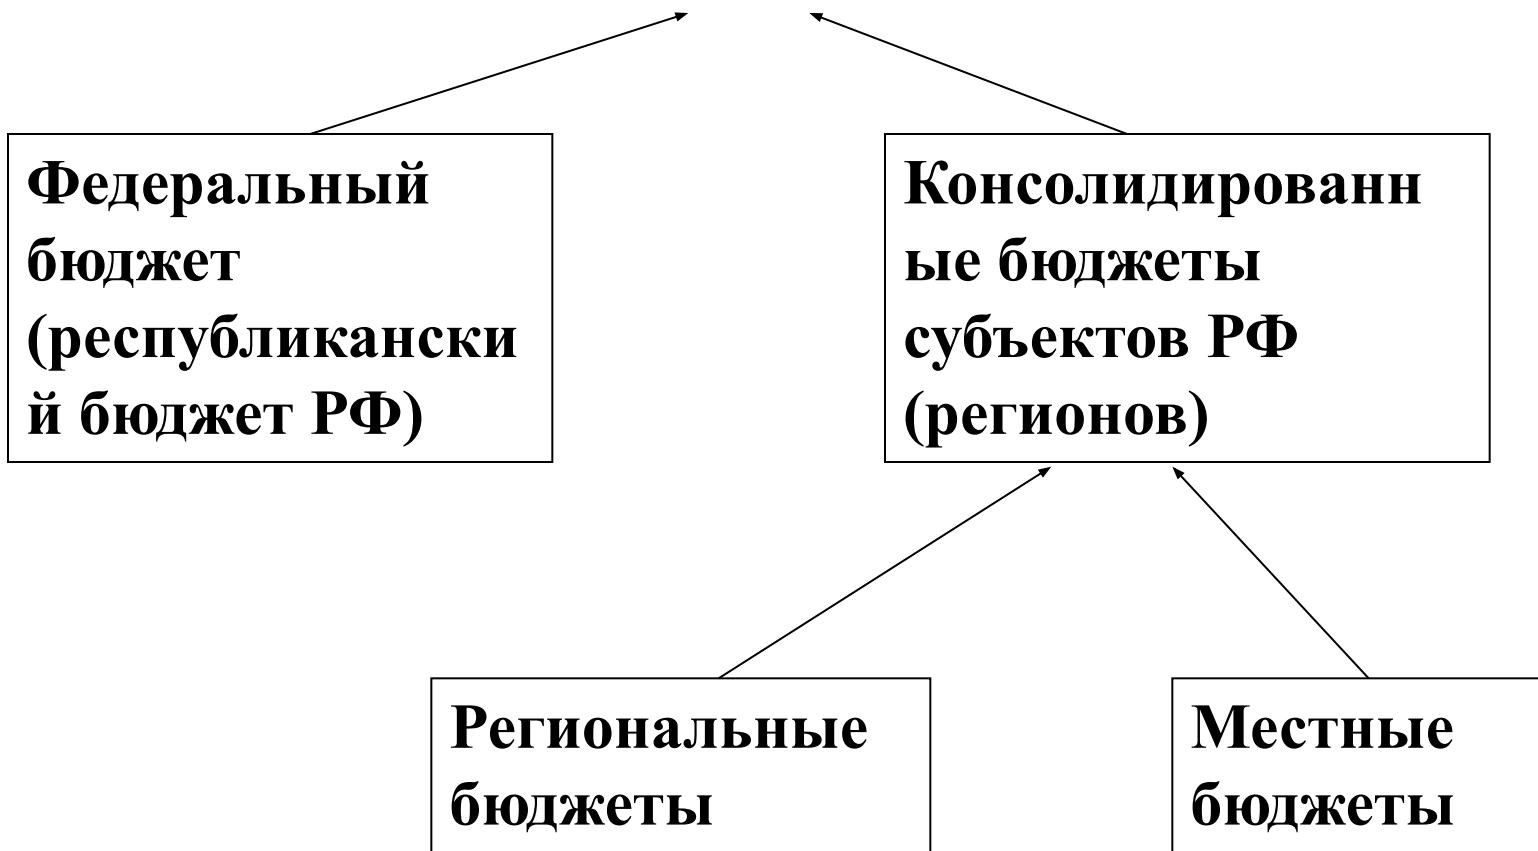 Федеральный
бюджет
(республикански
й бюджет РФ)
Консолидированн
ые бюджеты
субъектов РФ
(регионов)
Региональные
бюджеты
Местные
бюджеты